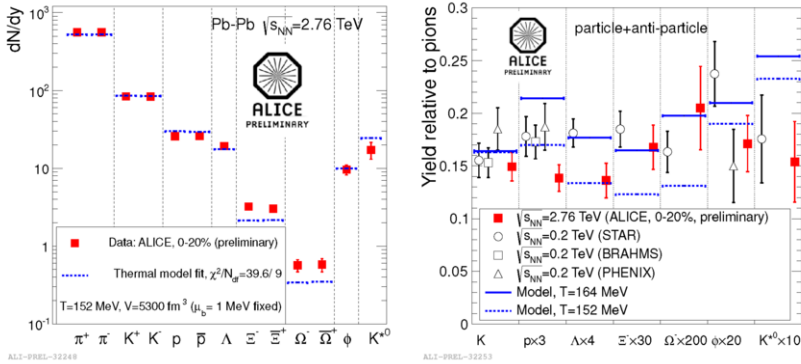 Pb-Pb √sNN=2.76 TeV
dN/dy
10³
10²
10
1
10⁻¹
ALICE
PRELIMINARY
Data: ALICE, 0-20% (preliminary)
Thermal model fit, χ²/Ndf=39.6/ 9
T=152 MeV, V=5300 fm³ (μb= 1 MeV fixed)
π⁺ π⁻ K⁺ K⁻ p p̅ Λ Ξ⁻ Ξ̅⁺ Ω⁻ Ω̅⁺ ϕ K*⁰
ALI-PREL-32248
particle+anti-particle
Yield relative to pions
0.3
0.25
0.2
0.15
0.1
0.05
0
ALICE
PRELIMINARY
√sNN=2.76 TeV (ALICE, 0-20%, preliminary)
√sNN=0.2 TeV (STAR)
√sNN=0.2 TeV (BRAHMS)
√sNN=0.2 TeV (PHENIX)
Model, T=164 MeV
Model, T=152 MeV
K p×3 Λ×4 Ξ⁻×30 Ω⁻×200 ϕ×20 K*⁰×10
ALI-PREL-32253